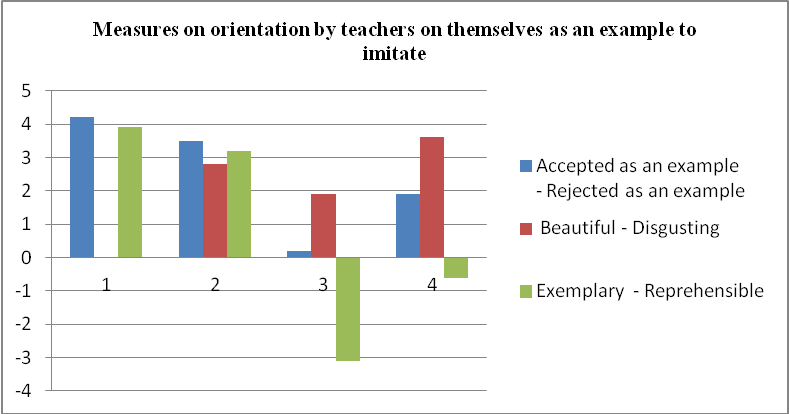 Measures on orientation by teachers on themselves as an example to
imitate
5
4
3
2
1
0
-1
-2
-3
-4
1 2 3 4
Accepted as an example
- Rejected as an example
Beautiful - Disgusting
Exemplary - Reprehensible